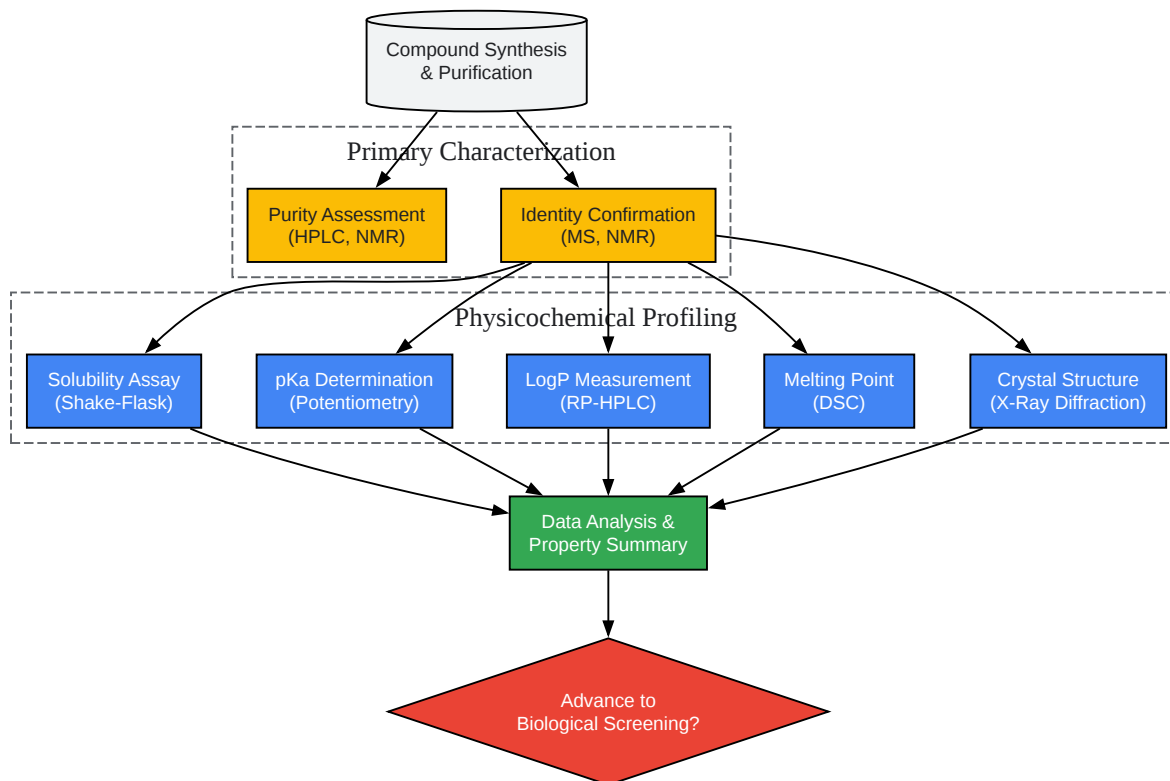 Compound Synthesis
& Purification
Primary Characterization
Purity Assessment
(HPLC, NMR)
Identity Confirmation
(MS, NMR)
Physicochemical Profiling
Solubility Assay
(Shake-Flask)
pKa Determination
(Potentiometry)
LogP Measurement
(RP-HPLC)
Melting Point
(DSC)
Crystal Structure
(X-Ray Diffraction)
Data Analysis &
Property Summary
Advance to
Biological Screening?